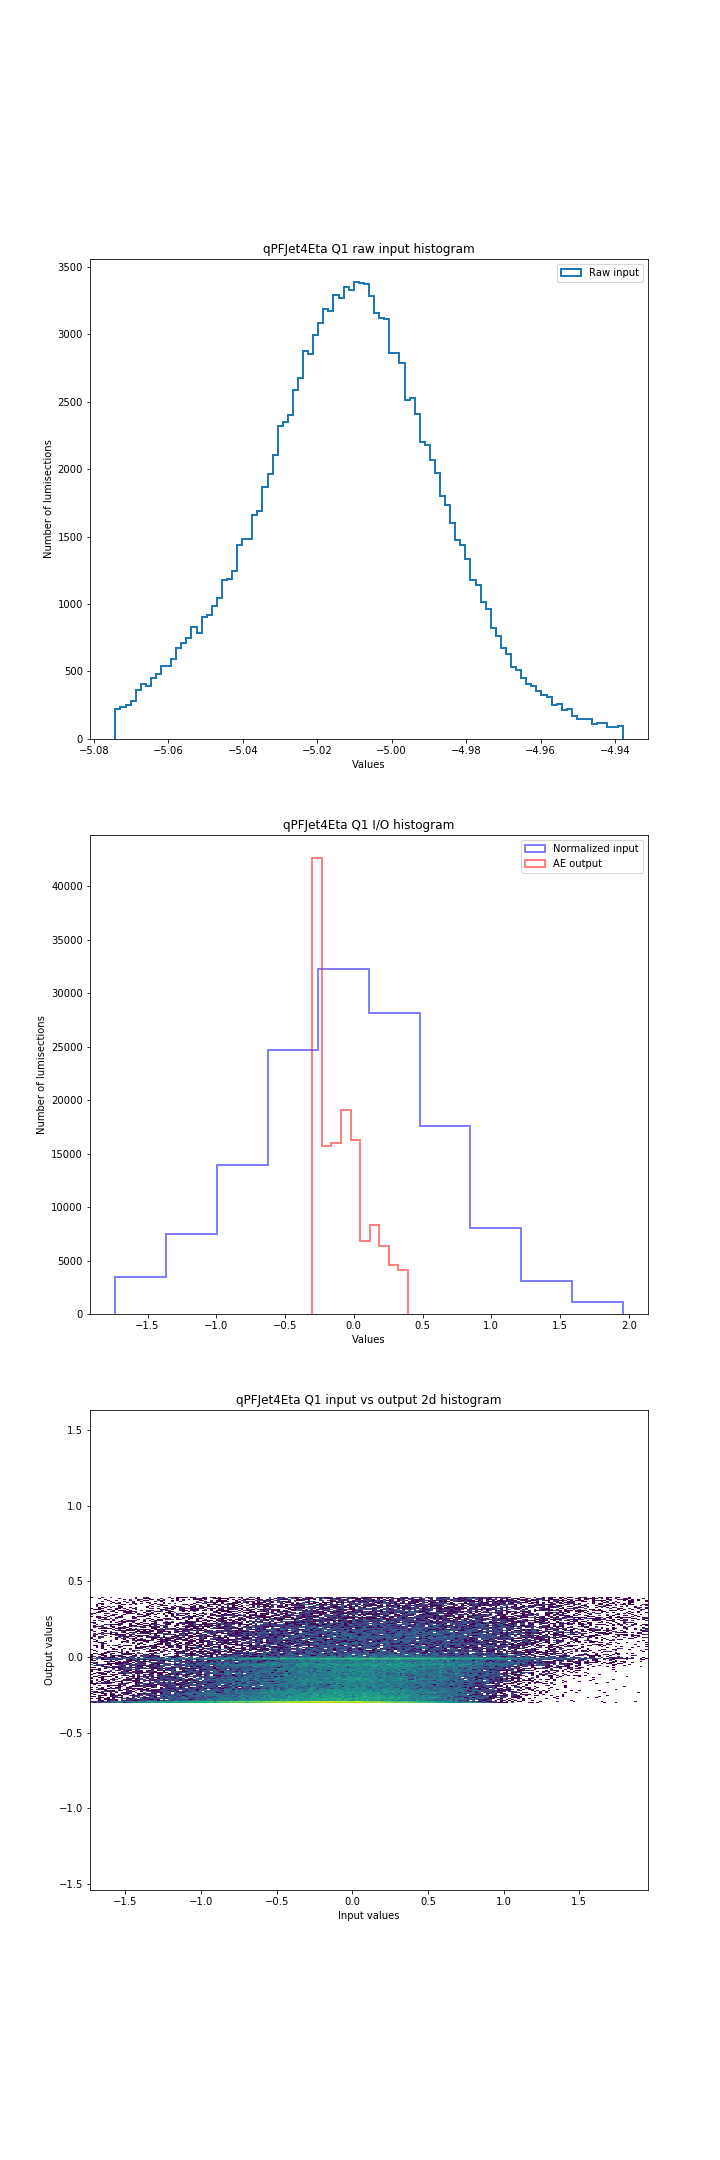 qPFJet4Eta Q1 raw input histogram
Raw input
3500
3000
2500
2000
1500
1000
500
0
Number of lumisections
−5.08 −5.06 −5.04 −5.02 −5.00 −4.98 −4.96 −4.94
Values
qPFJet4Eta Q1 I/O histogram
Normalized input
AE output
40000
35000
30000
25000
20000
15000
10000
5000
0
Number of lumisections
−1.5 −1.0 −0.5 0.0 0.5 1.0 1.5 2.0
Values
qPFJet4Eta Q1 input vs output 2d histogram
1.5
1.0
0.5
0.0
−0.5
−1.0
−1.5
Output values
−1.5 −1.0 −0.5 0.0 0.5 1.0 1.5
Input values